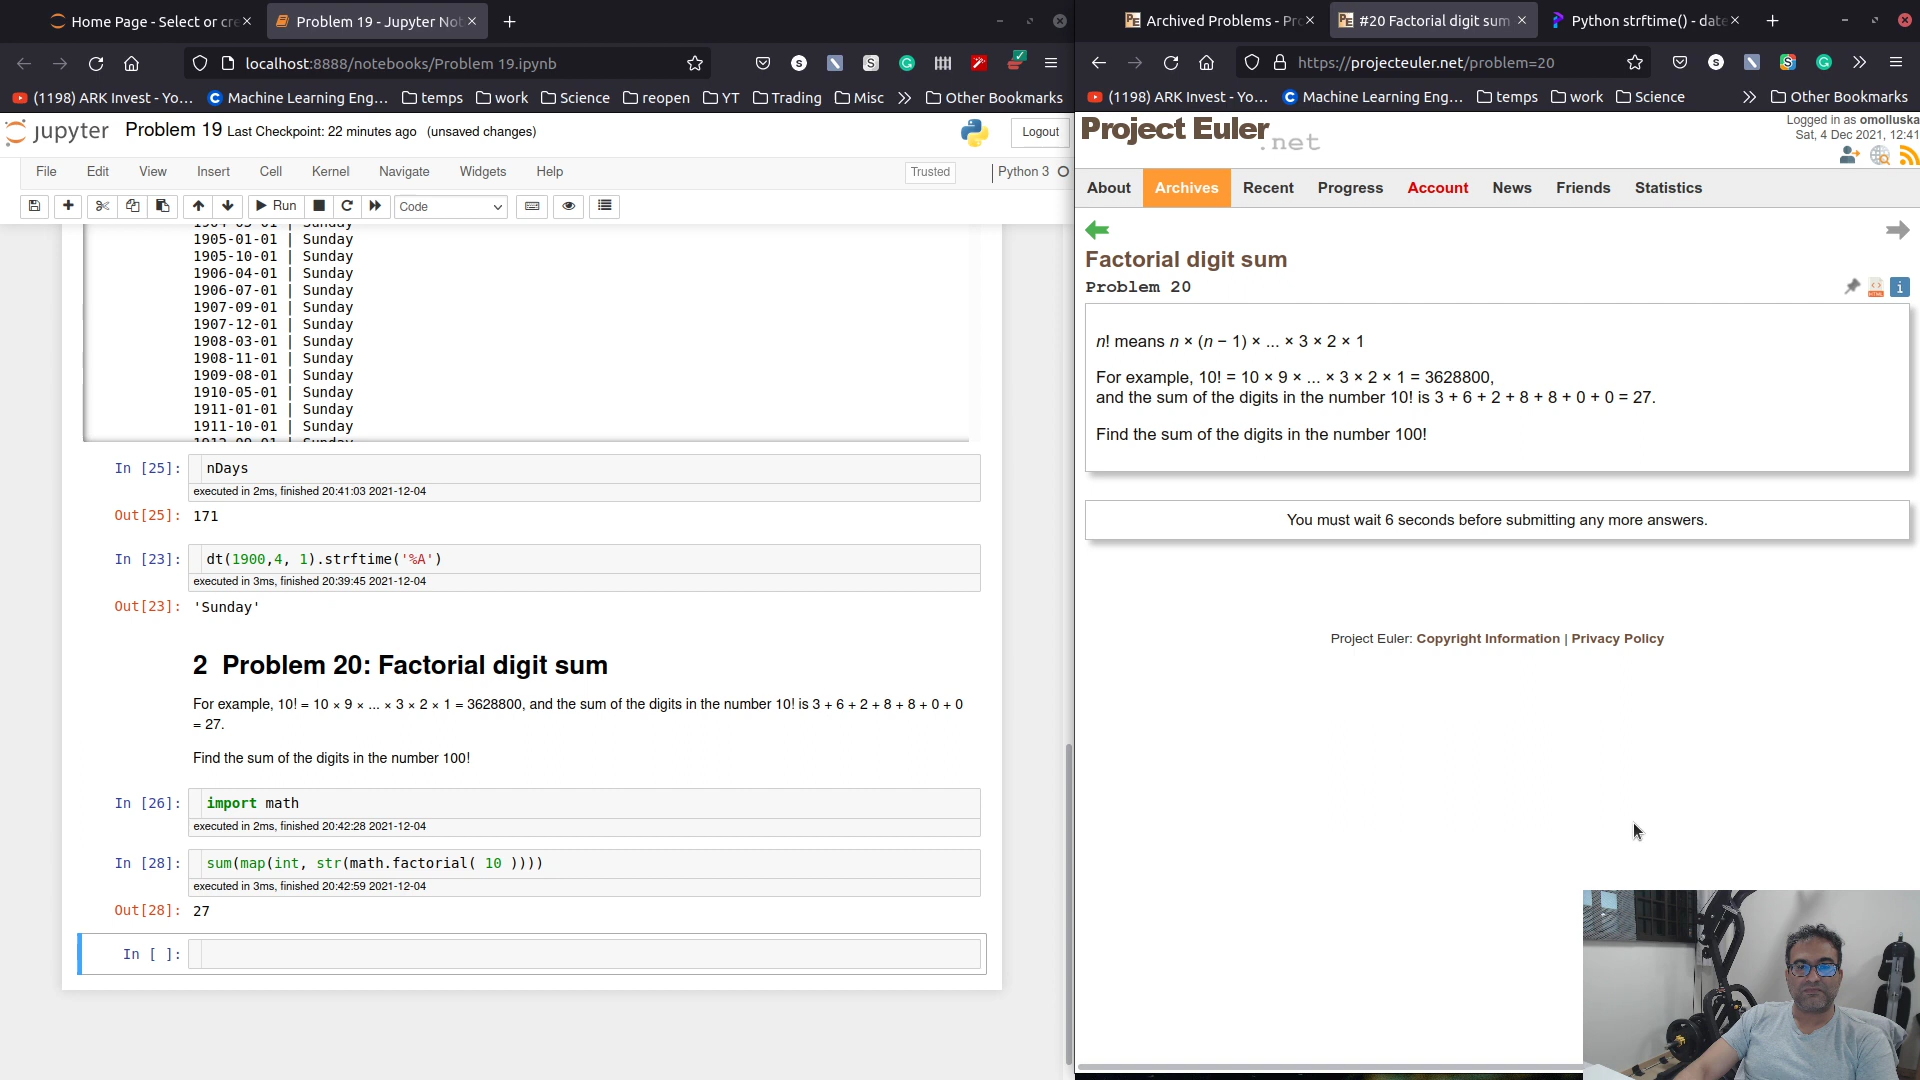 Home Page - Select or cre
Problem 19 - Jupyter Not
localhost:8888/notebooks/Problem 19.ipynb
(1198) ARK Invest - Yo...
Machine Learning Eng...
temps
work
Science
reopen
YT
Trading
Misc
Other Bookmarks
jupyter
Problem 19 Last Checkpoint: 22 minutes ago (unsaved changes)
Logout
File Edit View Insert Cell Kernel Navigate Widgets Help
Trusted
Python 3
Run
Code
1905-01-01 | Sunday
1905-10-01 | Sunday
1906-04-01 | Sunday
1906-07-01 | Sunday
1907-09-01 | Sunday
1907-12-01 | Sunday
1908-03-01 | Sunday
1908-11-01 | Sunday
1909-08-01 | Sunday
1910-05-01 | Sunday
1911-01-01 | Sunday
1911-10-01 | Sunday
In [25]: nDays
executed in 2ms, finished 20:41:03 2021-12-04
Out[25]: 171
In [23]: dt(1900,4, 1).strftime('%A')
executed in 3ms, finished 20:39:45 2021-12-04
Out[23]: 'Sunday'
2 Problem 20: Factorial digit sum
For example, 10! = 10 × 9 × ... × 3 × 2 × 1 = 3628800, and the sum of the digits in the number 10! is 3 + 6 + 2 + 8 + 8 + 0 + 0
= 27.
Find the sum of the digits in the number 100!
In [26]: import math
executed in 2ms, finished 20:42:28 2021-12-04
In [28]: sum(map(int, str(math.factorial( 10 ))))
executed in 3ms, finished 20:42:59 2021-12-04
Out[28]: 27
In [ ]:
Archived Problems - Pro
#20 Factorial digit sum
Python strftime() - date
https://projecteuler.net/problem=20
(1198) ARK Invest - Yo...
Machine Learning Eng...
temps
work
Science
Other Bookmarks
Project Euler
.net
Logged in as omolluska
Sat, 4 Dec 2021, 12:41
About Archives Recent Progress Account News Friends Statistics
Factorial digit sum
Problem 20
n! means n × (n − 1) × ... × 3 × 2 × 1
For example, 10! = 10 × 9 × ... × 3 × 2 × 1 = 3628800,
and the sum of the digits in the number 10! is 3 + 6 + 2 + 8 + 8 + 0 + 0 = 27.
Find the sum of the digits in the number 100!
You must wait 6 seconds before submitting any more answers.
Project Euler: Copyright Information | Privacy Policy